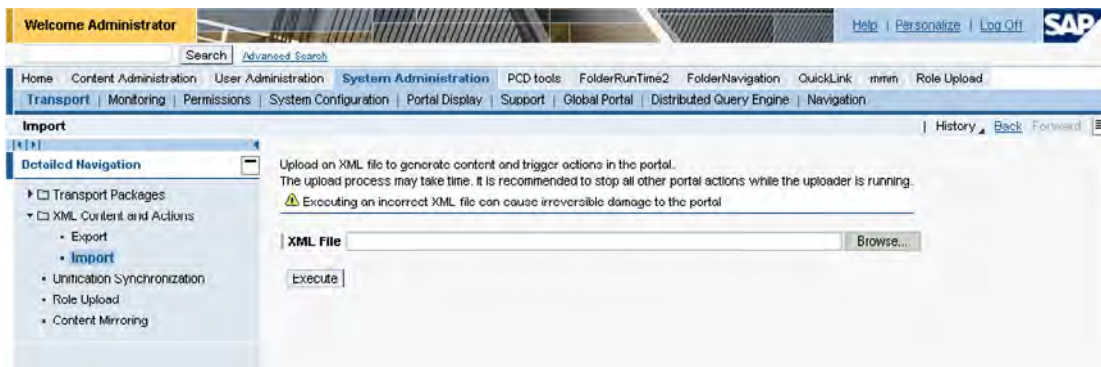 Welcome Administrator
Help | Personalize | Log Off
SAP
Search Advanced Search
Home Content Administration User Administration System Administration PCD tools FolderRunTime2 FolderNavigation QuickLink mmm Role Upload
Transport | Monitoring | Permissions | System Configuration | Portal Display | Support | Global Portal | Distributed Query Engine | Navigation
Import
| History Back Forward
Detailed Navigation
Transport Packages
XML Content and Actions
Export
Import
Unification Synchronization
Role Upload
Content Mirroring
Upload an XML file to generate content and trigger actions in the portal.
The upload process may take time. It is recommended to stop all other portal actions while the uploader is running.
Executing an incorrect XML file can cause irreversible damage to the portal
XML File Browse...
Execute